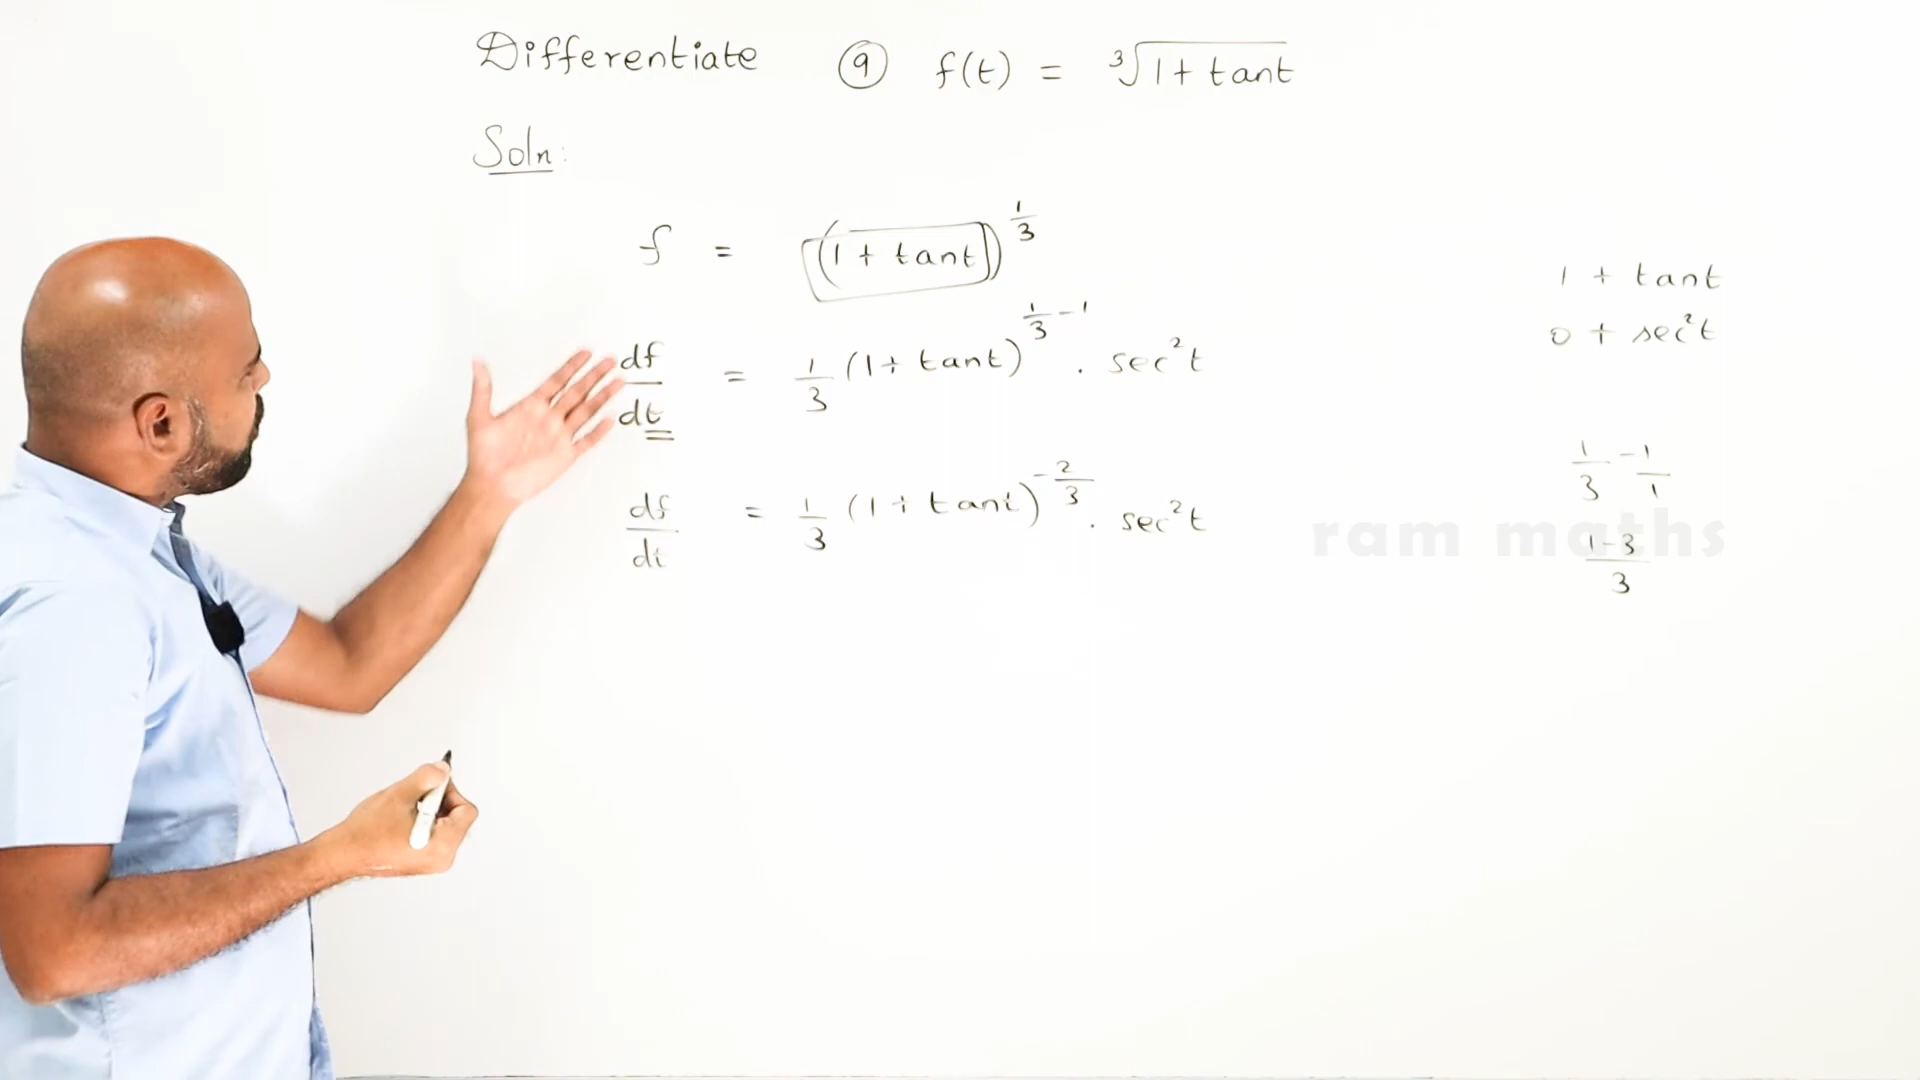 Differentiate ⑨ f(t) = ∛(1 + tant)
Soln:
f = (1 + tant)^(1/3)
df/dt = 1/3 (1 + tant)^(1/3 - 1) . sec²t
df/dt = 1/3 (1 + tant)^(-2/3) . sec²t
1 + tant
0 + sec²t
1/3 - 1/1
(1-3)/3
ram maths